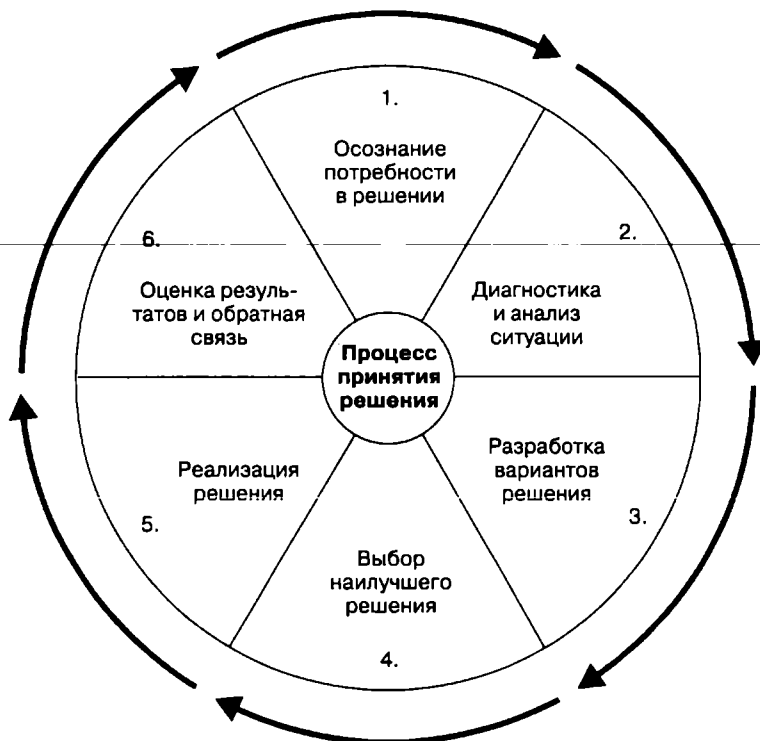 1.
Осознание
потребности
в решении
2.
Диагностика
и анализ
ситуации
3.
Разработка
вариантов
решения
4.
Выбор
наилучшего
решения
5.
Реализация
решения
6.
Оценка резуль-
татов и обратная
связь
Процесс
принятия
решения